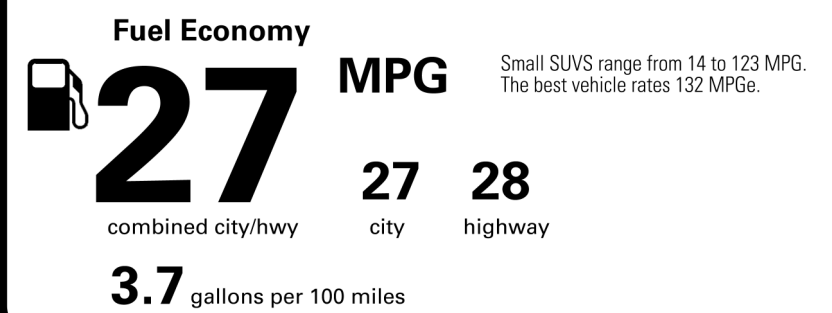 Fuel Economy
27 MPG
Small SUVS range from 14 to 123 MPG.
The best vehicle rates 132 MPGe.
27 28
combined city/hwy city highway
3.7 gallons per 100 miles